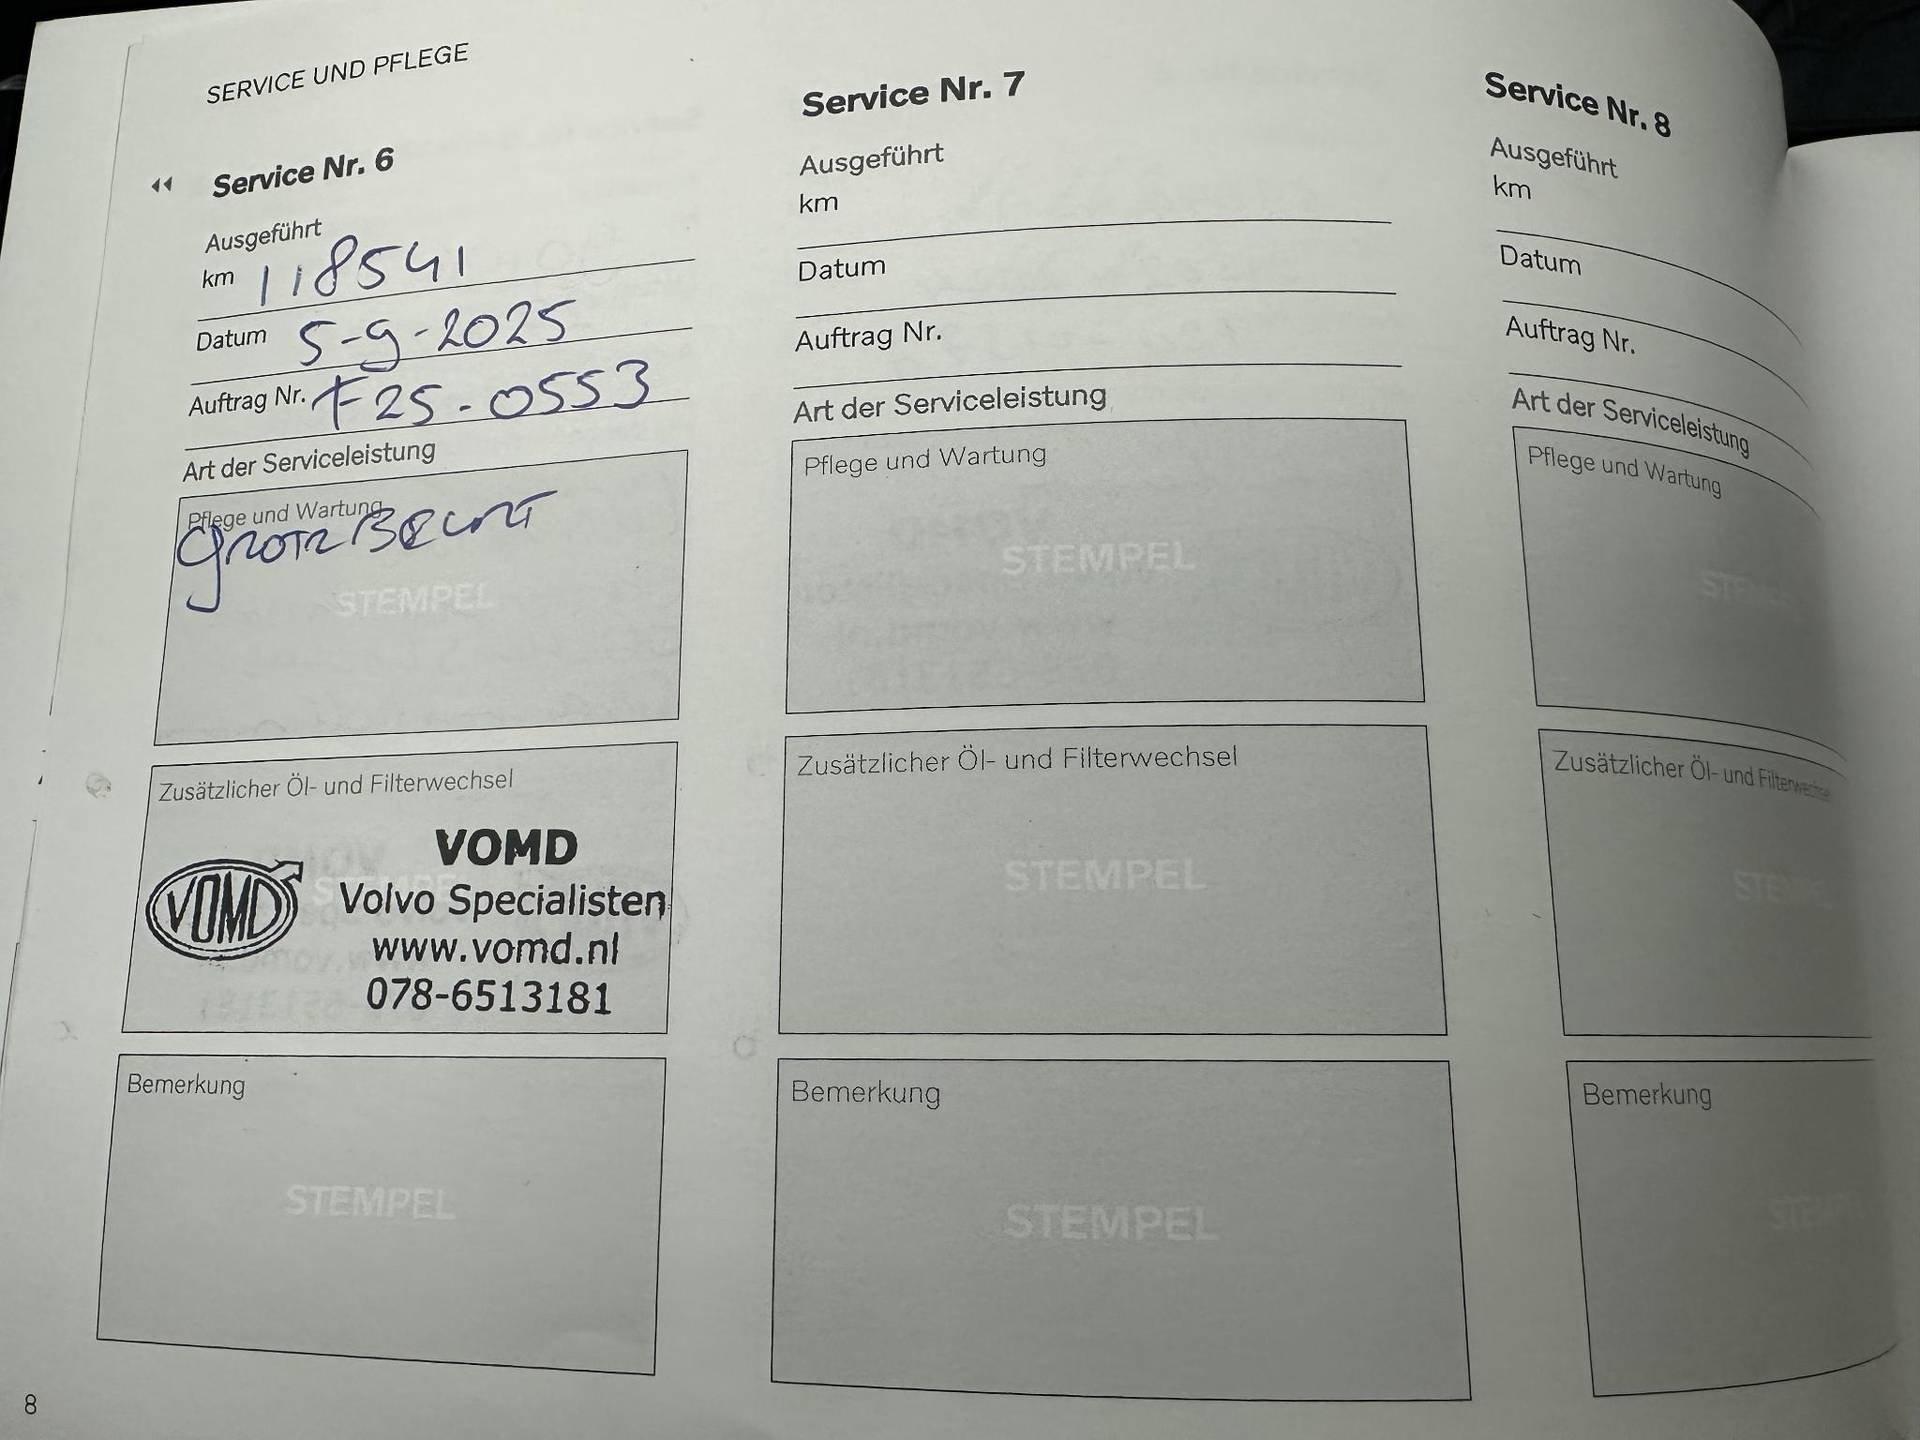 SERVICE UND PFLEGE
Service Nr. 6
Ausgeführt
km 118541
Datum 5-9-2025
Auftrag Nr. F25-0553
Art der Serviceleistung
Pflege und Wartung
STEMPEL
Zusätzlicher Öl- und Filterwechsel
STEMPEL
VOMD
VOMD
Volvo Specialisten
www.vomd.nl
078-6513181
Bemerkung
STEMPEL
Service Nr. 7
Ausgeführt
km
Datum
Auftrag Nr.
Art der Serviceleistung
Pflege und Wartung
STEMPEL
Zusätzlicher Öl- und Filterwechsel
STEMPEL
Bemerkung
STEMPEL
Service Nr. 8
Ausgeführt
km
Datum
Auftrag Nr.
Art der Serviceleistung
Pflege und Wartung
STEMPEL
Zusätzlicher Öl- und Filterwechsel
STEMPEL
Bemerkung
STEMPEL
8